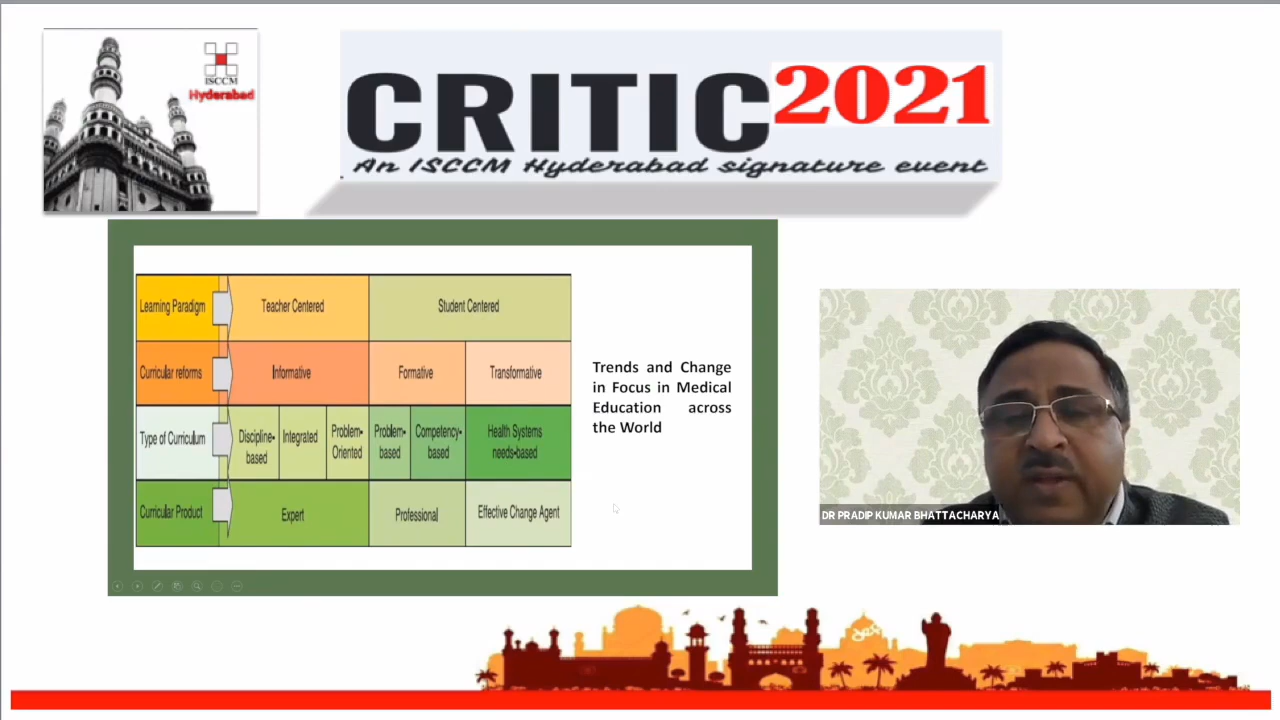 ISCCM
Hyderabad
CRITIC 2021
An ISCCM Hyderabad signature event
Learning Paradigm
Teacher Centered
Student Centered
Curricular reforms
Informative
Formative
Transformative
Type of Curriculum
Discipline-
based
Integrated
Problem-
Oriented
Problem-
based
Competency-
based
Health Systems
needs-based
Curricular Product
Expert
Professional
Effective Change Agent
Trends and Change
in Focus in Medical
Education across
the World
DR PRADIP KUMAR BHATTACHARYA